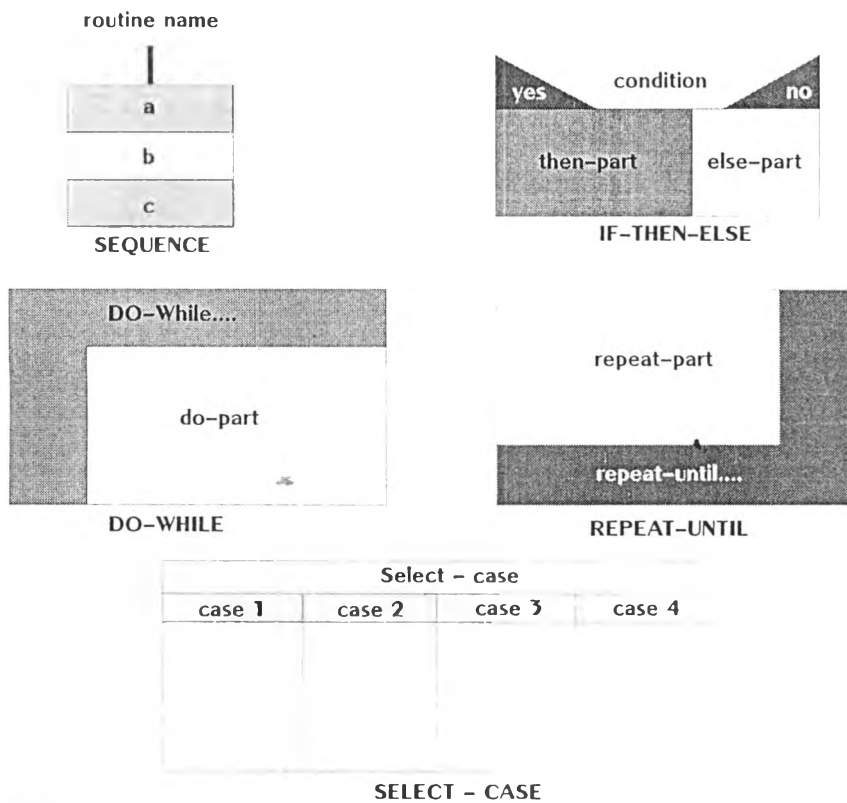 routine name
a
b
c
SEQUENCE
yes condition no
then-part else-part
IF-THEN-ELSE
DO-While....
do-part
DO-WHILE
repeat-part
repeat-until....
REPEAT-UNTIL
Select - case
case 1 case 2 case 3 case 4
SELECT - CASE